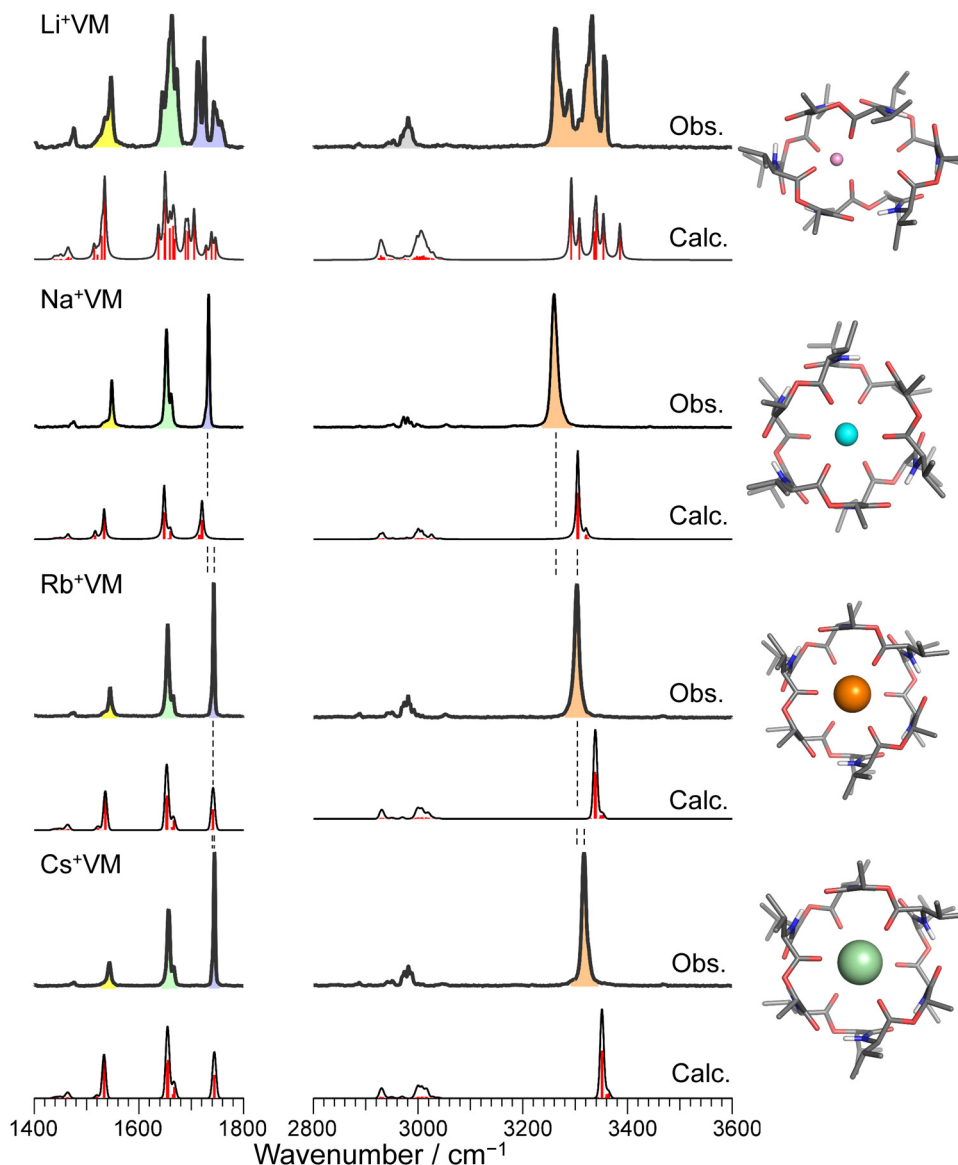 Li⁺VM
Obs.
Calc.
Na⁺VM
Obs.
Calc.
Rb⁺VM
Obs.
Calc.
Cs⁺VM
Obs.
Calc.
1400 1600 1800 2800 3000 3200 3400 3600
Wavenumber / cm⁻¹